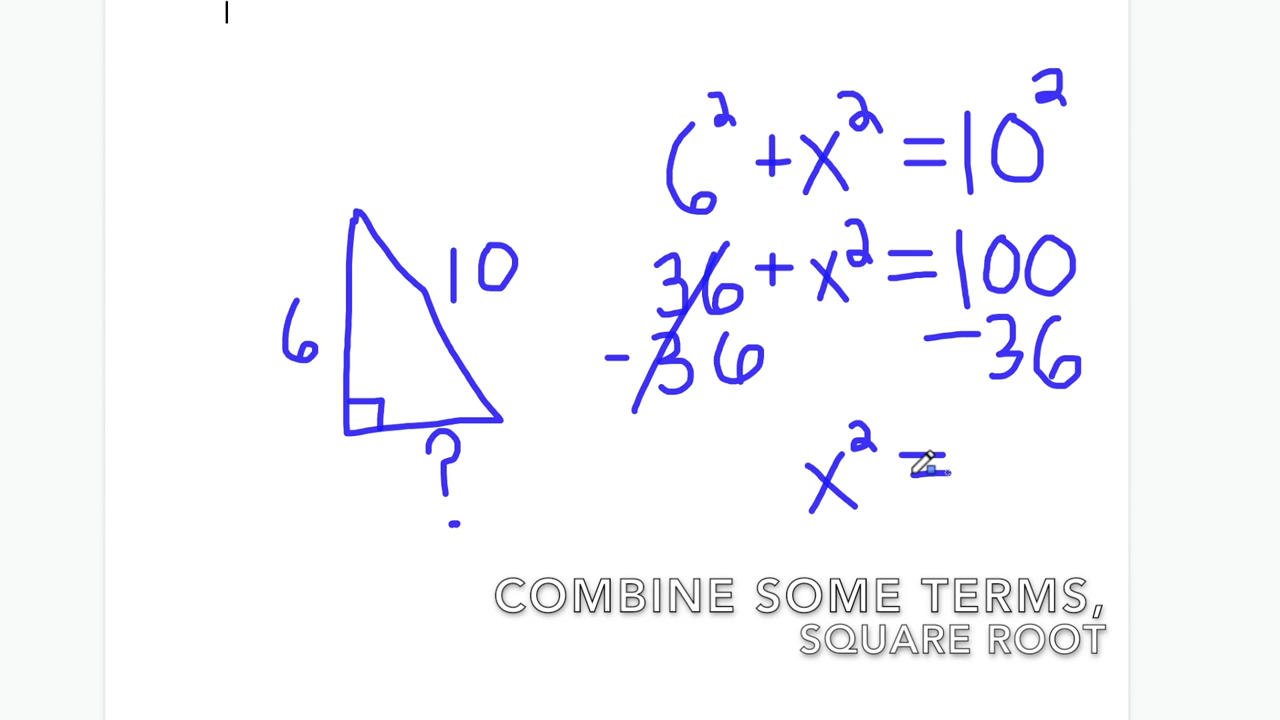 6² + x² = 10²
36 + x² = 100
- 36 - 36
x² =
6
10
?
COMBINE SOME TERMS,
SQUARE ROOT